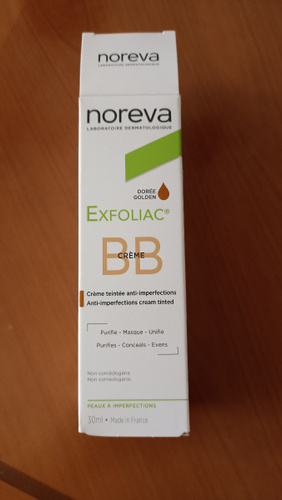 noreva
LABORATOIRE DERMATOLOGIQUE
noreva
LABORATOIRE DERMATOLOGIQUE
DORÉE
GOLDEN
EXFOLIAC®
BB
CRÈME
Crème teintée anti-imperfections
Anti-imperfections cream tinted
Purifie - Masque - Unifie
Purifies - Conceals - Evens
Non comédogène
Non comedogenic
PEAUX À IMPERFECTIONS
30ml • Made in France